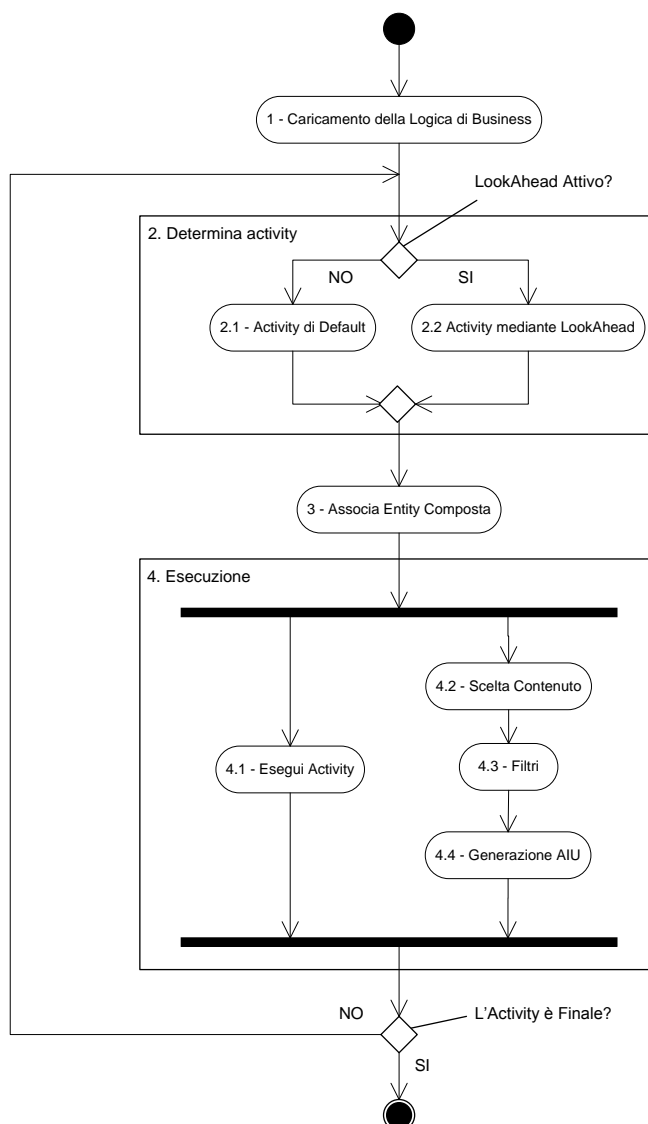 1 - Caricamento della Logica di Business
LookAhead Attivo?
2. Determina activity
NO
SI
2.1 - Activity di Default
2.2 Activity mediante LookAhead
3 - Associa Entity Composta
4. Esecuzione
4.2 - Scelta Contenuto
4.1 - Esegui Activity
4.3 - Filtri
4.4 - Generazione AIU
NO
L'Activity è Finale?
SI